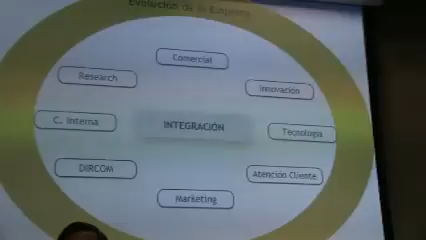 Evolución de la Empresa
Comercial
Research
Innovación
C. Interna
INTEGRACIÓN
Tecnología
DIRCOM
Atención Cliente
Marketing